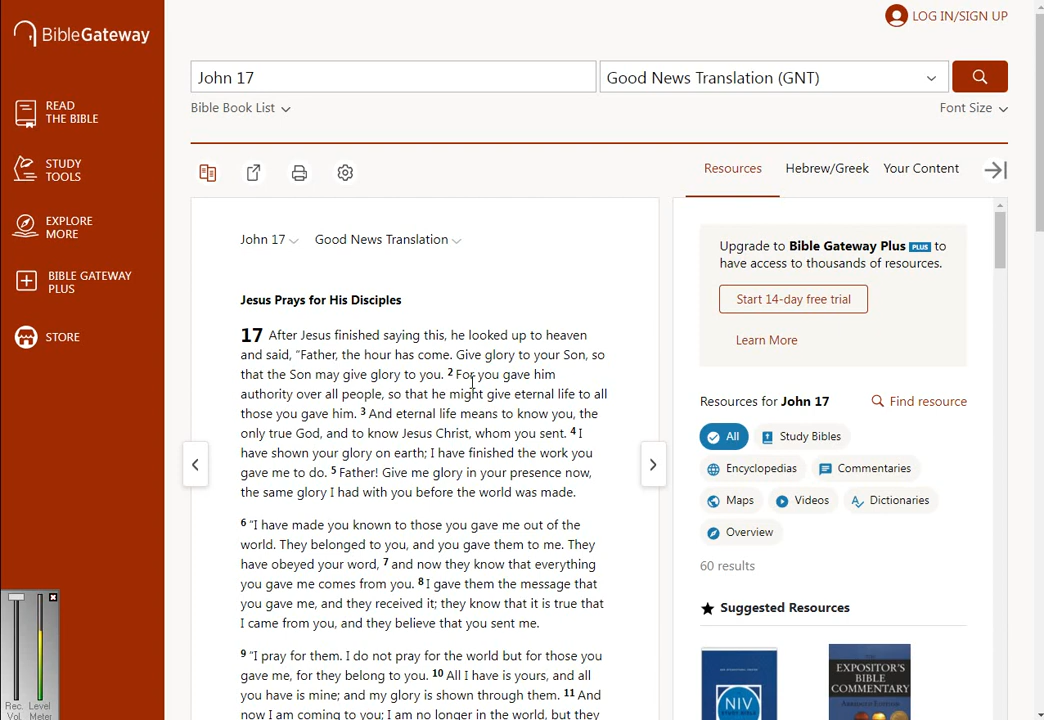 BibleGateway
LOG IN/SIGN UP
John 17
Good News Translation (GNT)
Bible Book List
Font Size
READ
THE BIBLE
STUDY
TOOLS
EXPLORE
MORE
BIBLE GATEWAY
PLUS
STORE
Resources
Hebrew/Greek
Your Content
John 17
Good News Translation
Jesus Prays for His Disciples
17 After Jesus finished saying this, he looked up to heaven
and said, “Father, the hour has come. Give glory to your Son, so
that the Son may give glory to you. 2 For you gave him
authority over all people, so that he might give eternal life to all
those you gave him. 3 And eternal life means to know you, the
only true God, and to know Jesus Christ, whom you sent. 4 I
have shown your glory on earth; I have finished the work you
gave me to do. 5 Father! Give me glory in your presence now,
the same glory I had with you before the world was made.
6 “I have made you known to those you gave me out of the
world. They belonged to you, and you gave them to me. They
have obeyed your word, 7 and now they know that everything
you gave me comes from you. 8 I gave them the message that
you gave me, and they received it; they know that it is true that
I came from you, and they believe that you sent me.
9 “I pray for them. I do not pray for the world but for those you
gave me, for they belong to you. 10 All I have is yours, and all
you have is mine; and my glory is shown through them. 11 And
now I am coming to you; I am no longer in the world, but they
Upgrade to Bible Gateway Plus PLUS to
have access to thousands of resources.
Start 14-day free trial
Learn More
Resources for John 17
Find resource
All
Study Bibles
Encyclopedias
Commentaries
Maps
Videos
Dictionaries
Overview
60 results
Suggested Resources
NIV
THE
EXPOSITOR'S
BIBLE
COMMENTARY
Rec. Level
Vol Meter